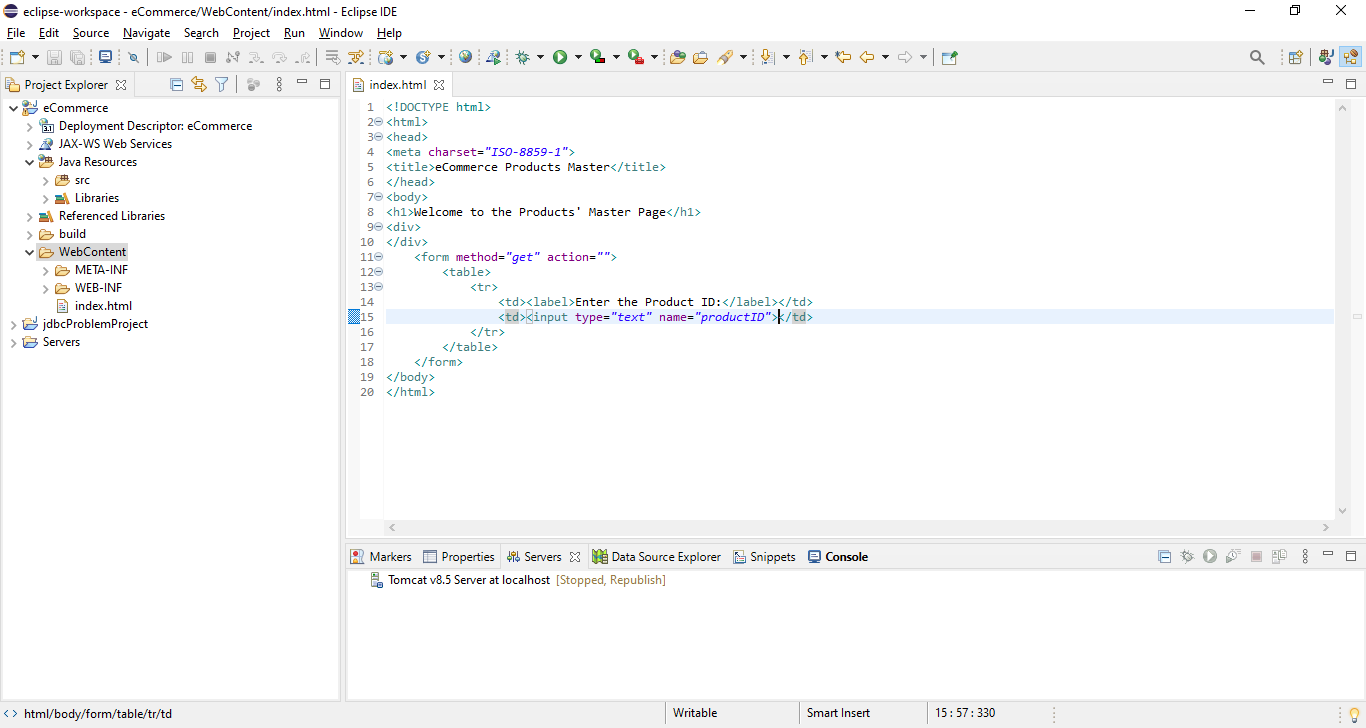 eclipse-workspace - eCommerce/WebContent/index.html - Eclipse IDE
File Edit Source Navigate Search Project Run Window Help
Project Explorer
eCommerce
Deployment Descriptor: eCommerce
JAX-WS Web Services
Java Resources
src
Libraries
Referenced Libraries
build
WebContent
META-INF
WEB-INF
index.html
jdbcProblemProject
Servers
index.html
1 <!DOCTYPE html>
2 <html>
3 <head>
4 <meta charset="ISO-8859-1">
5 <title>eCommerce Products Master</title>
6 </head>
7 <body>
8 <h1>Welcome to the Products' Master Page</h1>
9 <div>
10 </div>
11 <form method="get" action="">
12 <table>
13 <tr>
14 <td><label>Enter the Product ID:</label></td>
15 <td><input type="text" name="productID"></td>
16 </tr>
17 </table>
18 </form>
19 </body>
20 </html>
Markers Properties Servers Data Source Explorer Snippets Console
Tomcat v8.5 Server at localhost [Stopped, Republish]
html/body/form/table/tr/td Writable Smart Insert 15 : 57 : 330